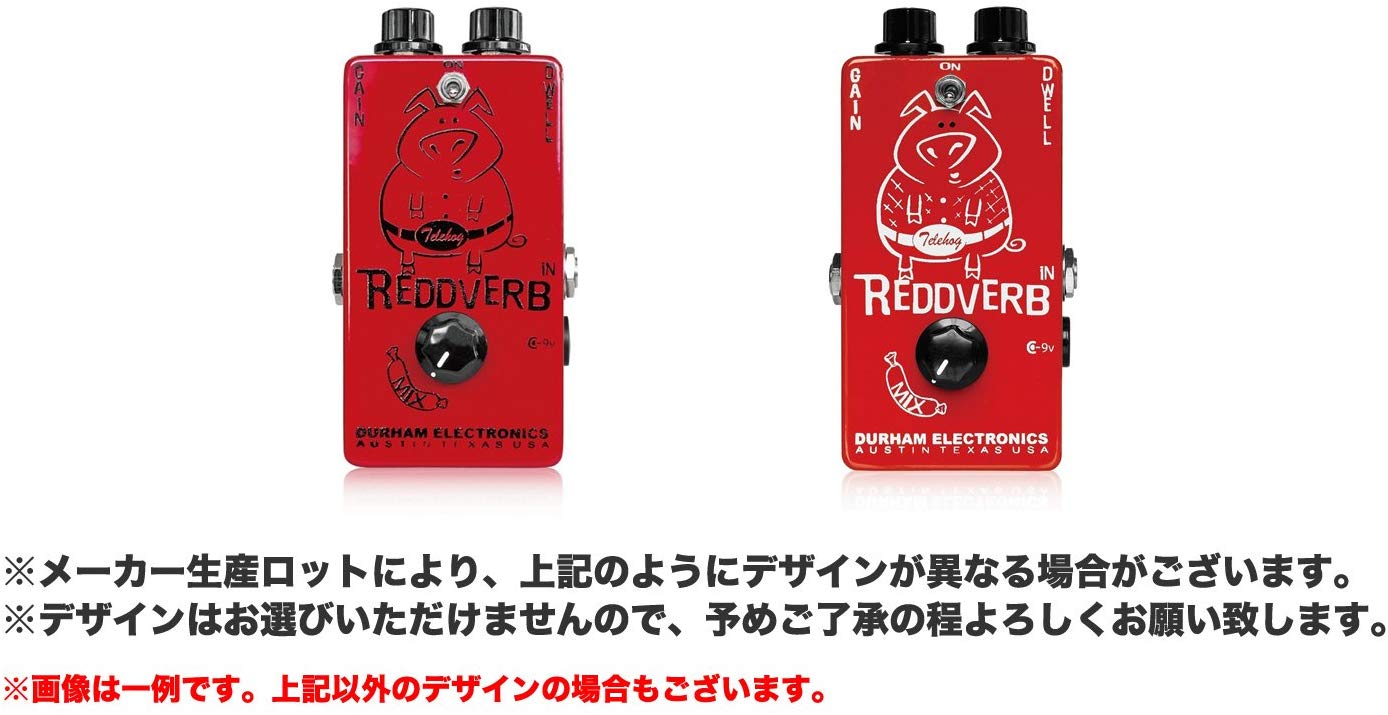 ON
GAIN
DWELL
Telehog
IN
REDDVERB
-9v
MIX
DURHAM ELECTRONICS
AUSTIN TEXAS USA
ON
GAIN
DWELL
Telehog
IN
REDDVERB
-9v
MIX
DURHAM ELECTRONICS
AUSTIN TEXAS USA
※メーカー生産ロットにより、上記のようにデザインが異なる場合がございます。
※デザインはお選びいただけませんので、予めご了承の程よろしくお願い致します。
※画像は一例です。上記以外のデザインの場合もございます。